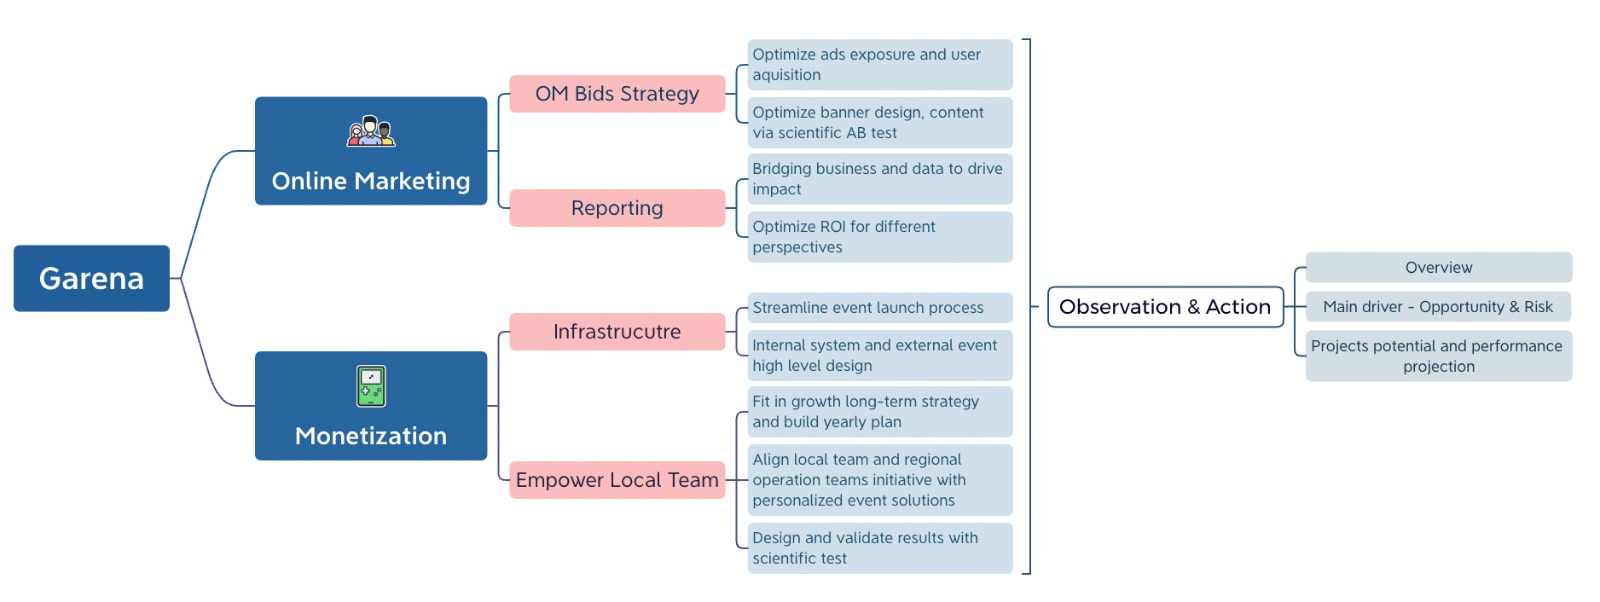 Garena
Online Marketing
OM Bids Strategy
Optimize ads exposure and user
aquisition
Optimize banner design, content
via scientific AB test
Reporting
Bridging business and data to drive
impact
Optimize ROI for different
perspectives
Monetization
Infrastrucutre
Streamline event launch process
Internal system and external event
high level design
Empower Local Team
Fit in growth long-term strategy
and build yearly plan
Align local team and regional
operation teams initiative with
personalized event solutions
Design and validate results with
scientific test
Observation & Action
Overview
Main driver - Opportunity & Risk
Projects potential and performance
projection